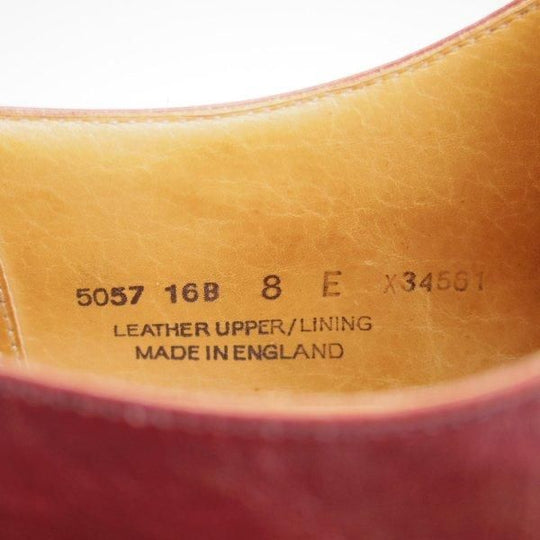 5057 16B 8 E X34561
LEATHER UPPER/LINING
MADE IN ENGLAND